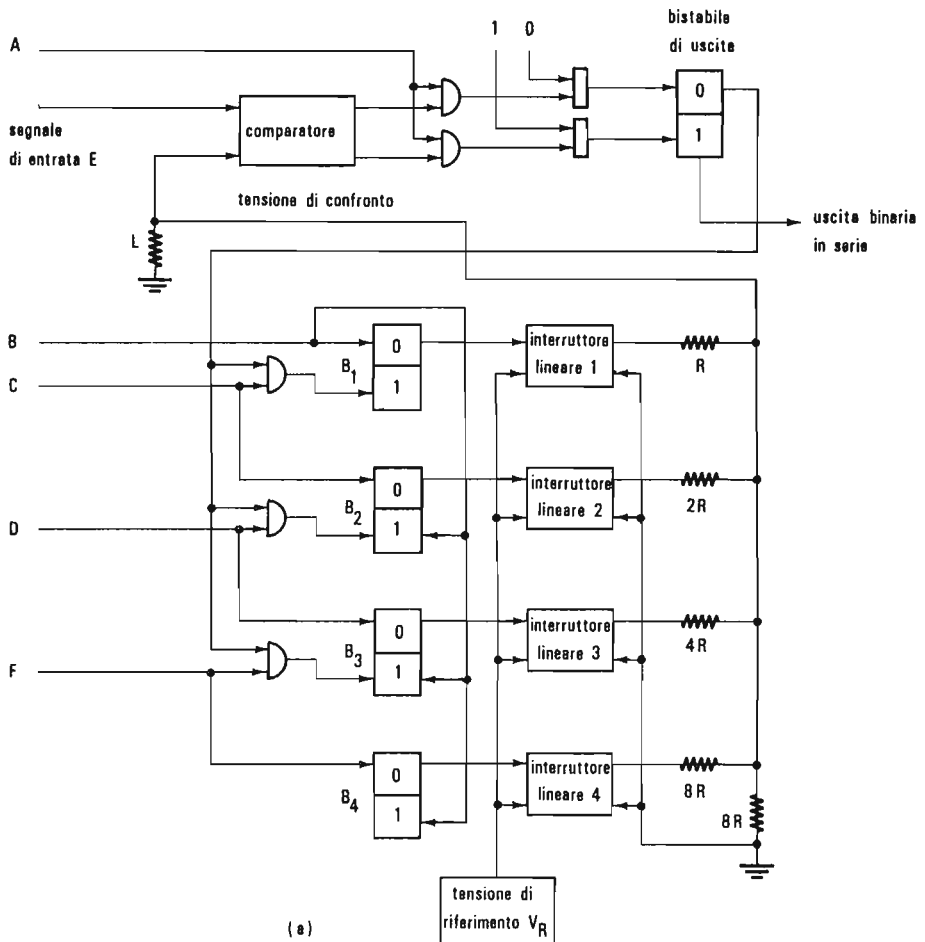 A
1 0
bistabile
di uscita
0
1
segnale
di entrata E
comparatore
tensione di confronto
uscita binaria
in serie
L
B
C
B1
0
1
interruttore
lineare 1
R
D
B2
0
1
interruttore
lineare 2
2R
F
B3
0
1
interruttore
lineare 3
4R
B4
0
1
interruttore
lineare 4
8R
8R
tensione di
riferimento VR
(a)